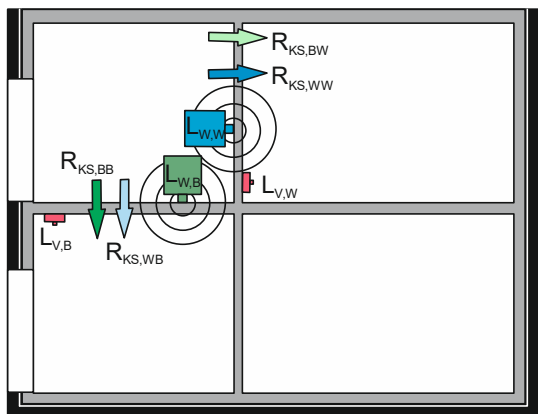 R_KS,BW
R_KS,WW
L_W,W
R_KS,BB
L_W,B
L_V,W
L_V,B
R_KS,WB